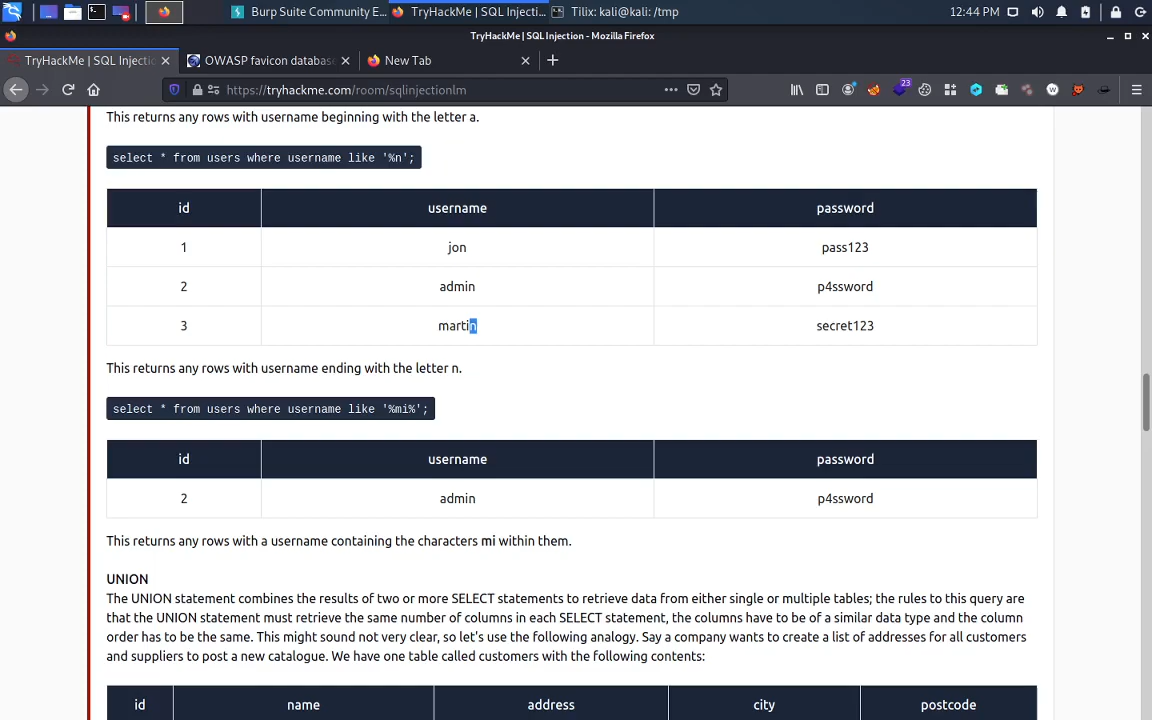 Burp Suite Community E...
TryHackMe | SQL Injecti...
Tilix: kali@kali: /tmp
12:44 PM
TryHackMe | SQL Injection - Mozilla Firefox
TryHackMe | SQL Injectio
OWASP favicon databas
New Tab
https://tryhackme.com/room/sqlinjectionlm
23
This returns any rows with username beginning with the letter a.
select * from users where username like '%n';
id username password
1 jon pass123
2 admin p4ssword
3 martin secret123
This returns any rows with username ending with the letter n.
select * from users where username like '%mi%';
id username password
2 admin p4ssword
This returns any rows with a username containing the characters mi within them.
UNION
The UNION statement combines the results of two or more SELECT statements to retrieve data from either single or multiple tables; the rules to this query are
that the UNION statement must retrieve the same number of columns in each SELECT statement, the columns have to be of a similar data type and the column
order has to be the same. This might sound not very clear, so let's use the following analogy. Say a company wants to create a list of addresses for all customers
and suppliers to post a new catalogue. We have one table called customers with the following contents:
id name address city postcode